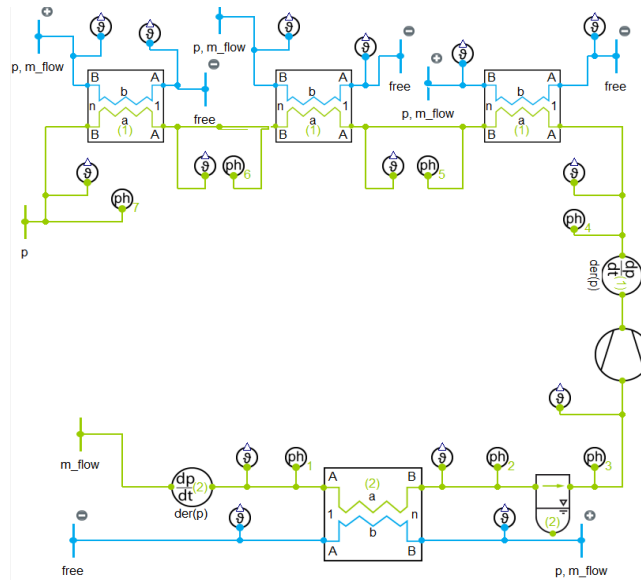 ϑ
ϑ
ϑ
p, m_flow
p, m_flow
ϑ
ϑ
ϑ
free
free
p, m_flow
free
B A
b
n 1
a
B (1) A
B A
b
n 1
a
B (1) A
B A
b
n 1
a
B (1) A
ϑ
ϑ
ph 6
ϑ
ph 5
ϑ
ph 7
ph 4
p
dp
dt (1)
der(p)
ϑ
m_flow
ϑ
ph 1
ϑ
ph 2
ph 3
dp
dt (2)
der(p)
A (2) B
a
1 n
b
A B
(2)
ϑ
ϑ
free
p, m_flow